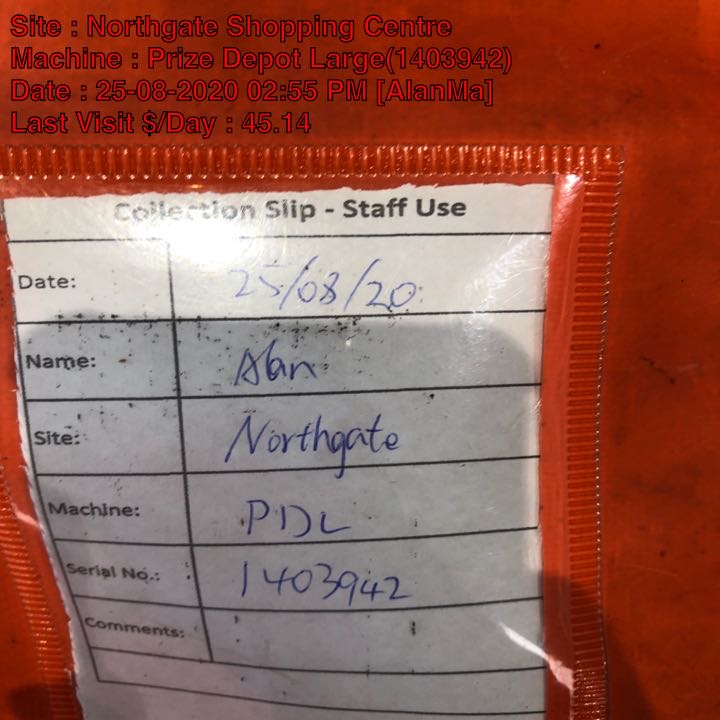 Site : Northgate Shopping Centre
Machine : Prize Depot Large(1403942)
Date : 25-08-2020 02:55 PM [AlanMa]
Last Visit $/Day : 45.14
Collection Slip - Staff Use
Date: 25/08/20
Name: Alan
Site: Northgate
Machine: PDL
Serial No.: 1403942
Comments: